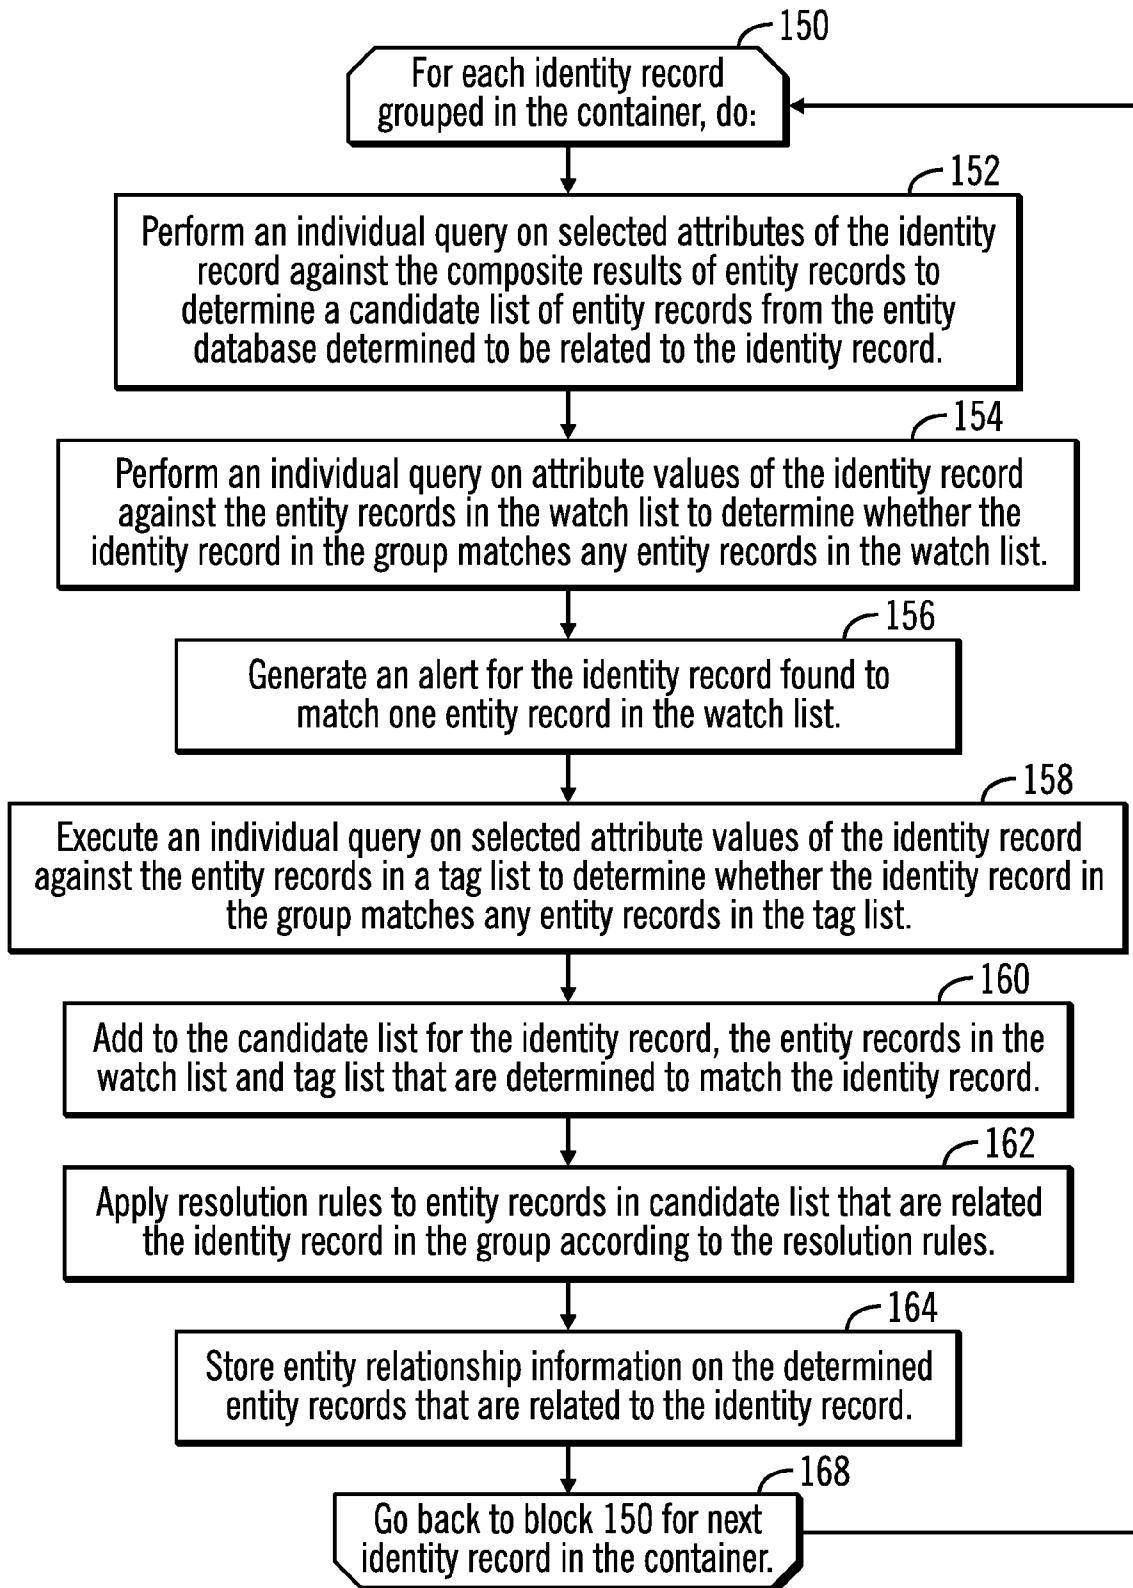 150
For each identity record
grouped in the container, do:
152
Perform an individual query on selected attributes of the identity
record against the composite results of entity records to
determine a candidate list of entity records from the entity
database determined to be related to the identity record.
154
Perform an individual query on attribute values of the identity record
against the entity records in the watch list to determine whether the
identity record in the group matches any entity records in the watch list.
156
Generate an alert for the identity record found to
match one entity record in the watch list.
158
Execute an individual query on selected attribute values of the identity record
against the entity records in a tag list to determine whether the identity record in
the group matches any entity records in the tag list.
160
Add to the candidate list for the identity record, the entity records in the
watch list and tag list that are determined to match the identity record.
162
Apply resolution rules to entity records in candidate list that are related
the identity record in the group according to the resolution rules.
164
Store entity relationship information on the determined
entity records that are related to the identity record.
168
Go back to block 150 for next
identity record in the container.